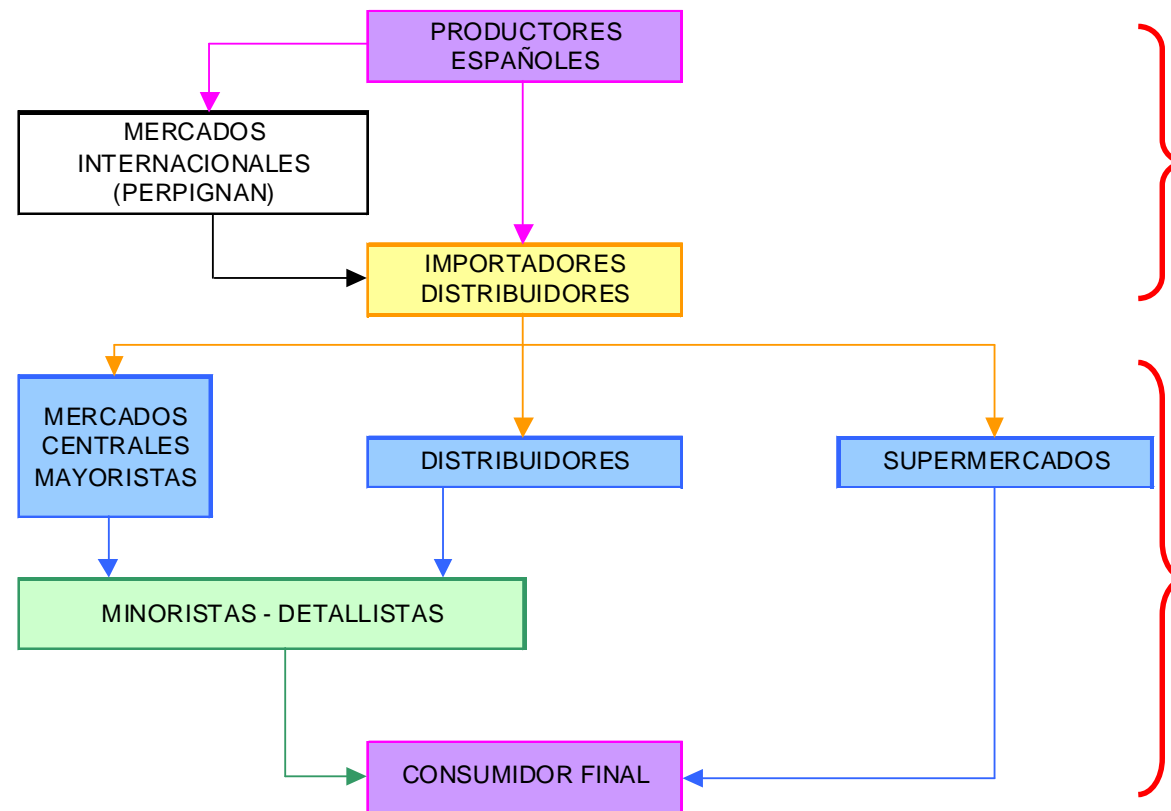 PRODUCTORES
ESPAÑOLES
MERCADOS
INTERNACIONALES
(PERPIGNAN)
IMPORTADORES
DISTRIBUIDORES
MERCADOS
CENTRALES
MAYORISTAS
DISTRIBUIDORES
SUPERMERCADOS
MINORISTAS - DETALLISTAS
CONSUMIDOR FINAL